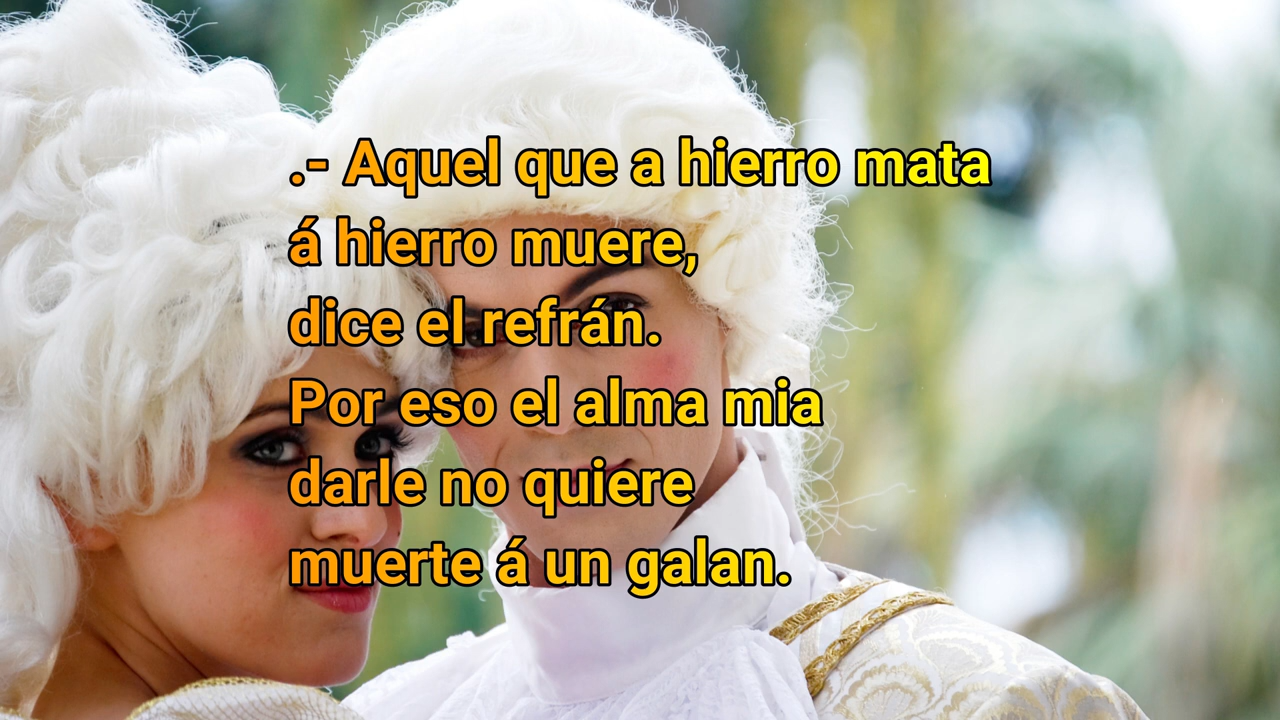 .- Aquel que a hierro mata
á hierro muere,
dice el refrán.
Por eso el alma mia
darle no quiere
muerte á un galan.